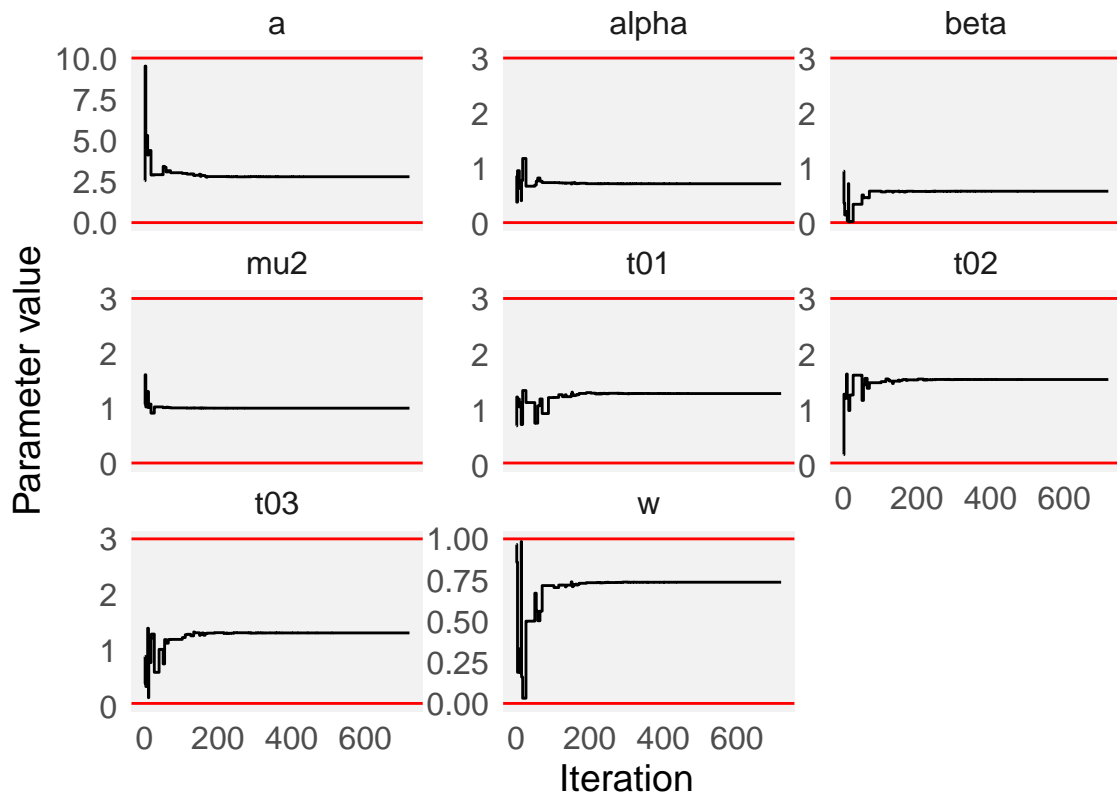 a alpha beta
10.0 3 3
7.5 2 2
5.0 1 1
2.5 0 0
0.0
mu2 t01 t02
3 3 3
2 2 2
1 1 1
0 0 0
0 200 400 600
t03 w
3 1.00
2 0.75
1 0.50
0 0.25
0.00
0 200 400 600 0 200 400 600
Parameter value
Iteration